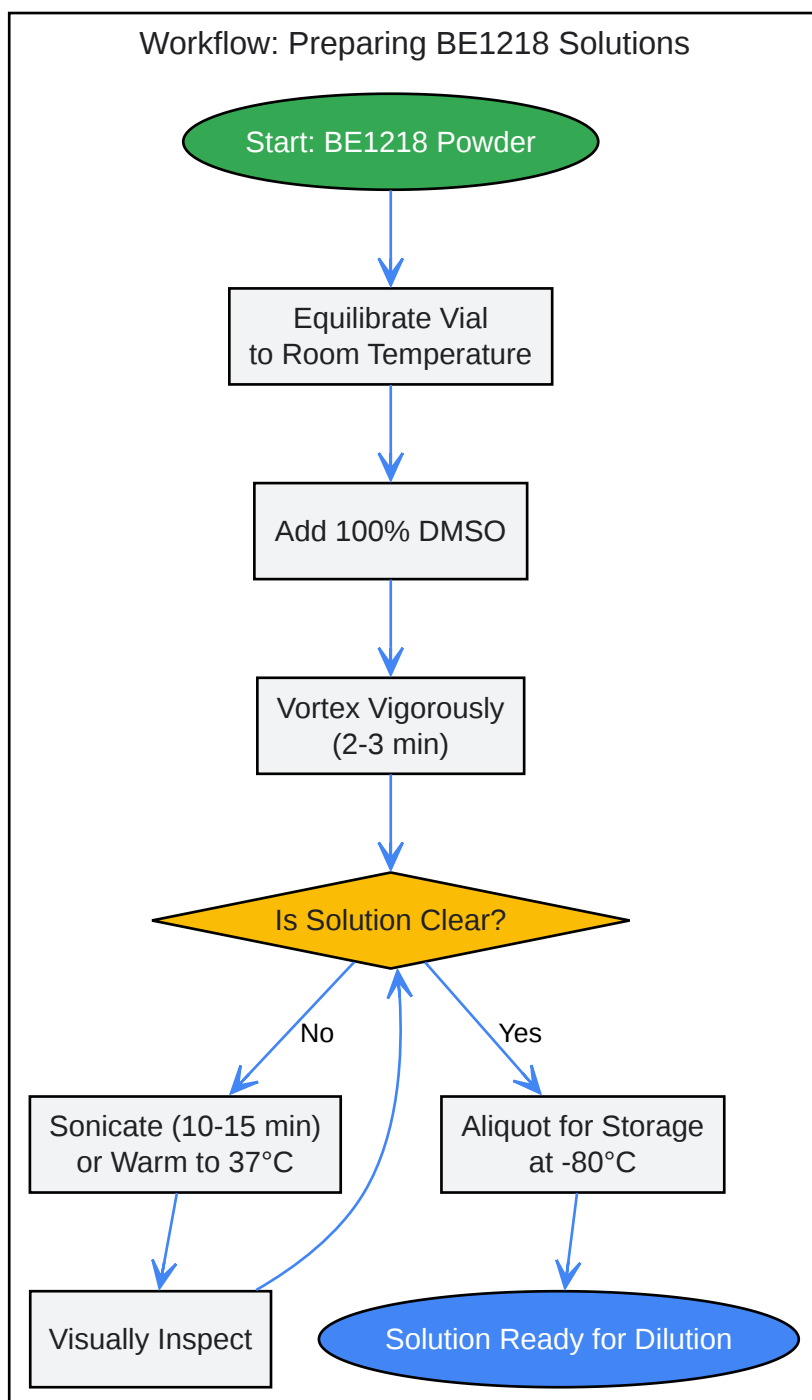 Workflow: Preparing BE1218 Solutions
Start: BE1218 Powder
Equilibrate Vial
to Room Temperature
Add 100% DMSO
Vortex Vigorously
(2-3 min)
Is Solution Clear?
No
Yes
Sonicate (10-15 min)
or Warm to 37°C
Aliquot for Storage
at -80°C
Visually Inspect
Solution Ready for Dilution